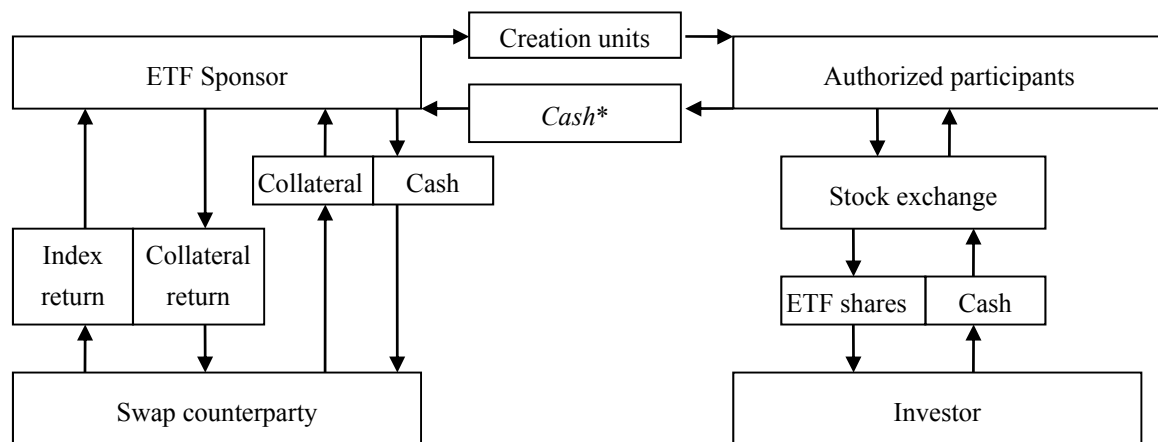 Creation units
ETF Sponsor
Authorized participants
Cash*
Collateral
Cash
Stock exchange
Index
return
Collateral
return
ETF shares
Cash
Swap counterparty
Investor